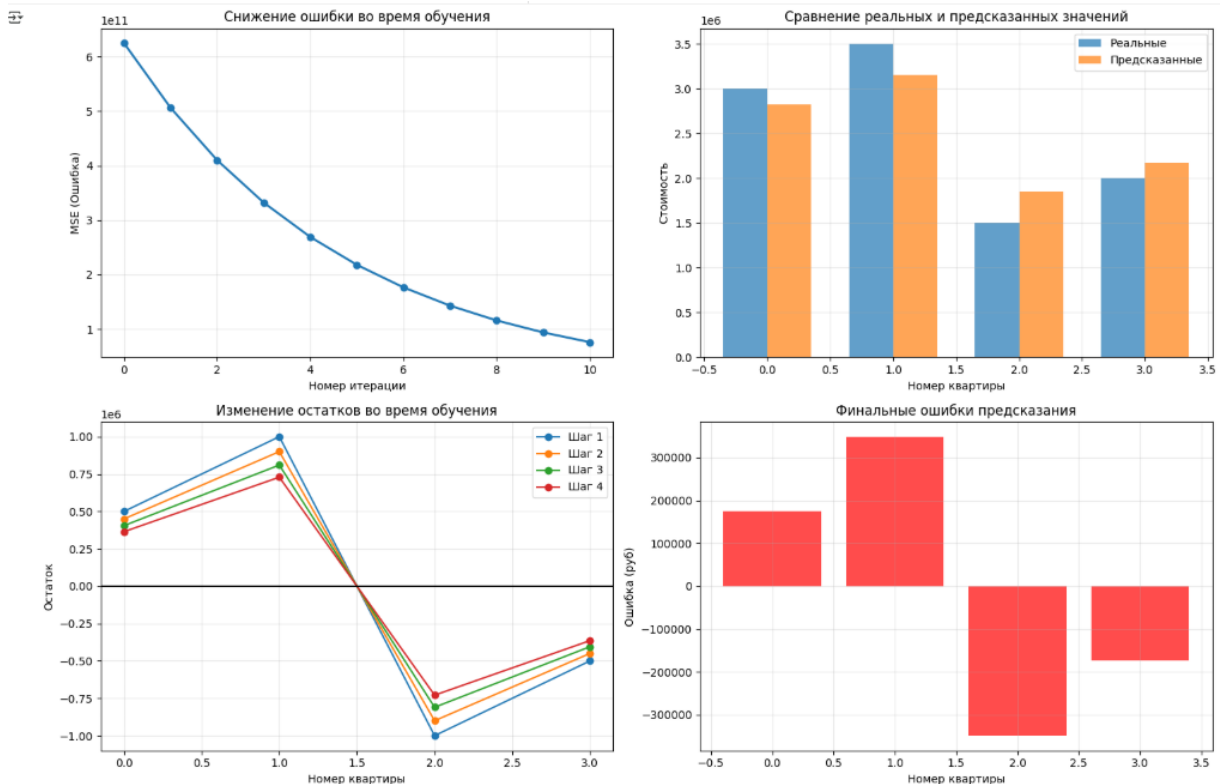 Снижение ошибки во время обучения
1e11
6
5
4
3
2
1
MSE (Ошибка)
0 2 4 6 8 10
Номер итерации
Сравнение реальных и предсказанных значений
1e6
Реальные
Предсказанные
3.5
3.0
2.5
2.0
1.5
1.0
0.5
0.0
Стоимость
−0.5 0.0 0.5 1.0 1.5 2.0 2.5 3.0 3.5
Номер квартиры
Изменение остатков во время обучения
1e6
Шаг 1
Шаг 2
Шаг 3
Шаг 4
1.00
0.75
0.50
0.25
0.00
−0.25
−0.50
−0.75
−1.00
Остаток
0.0 0.5 1.0 1.5 2.0 2.5 3.0
Номер квартиры
Финальные ошибки предсказания
300000
200000
100000
0
−100000
−200000
−300000
Ошибка (руб)
−0.5 0.0 0.5 1.0 1.5 2.0 2.5 3.0 3.5
Номер квартиры